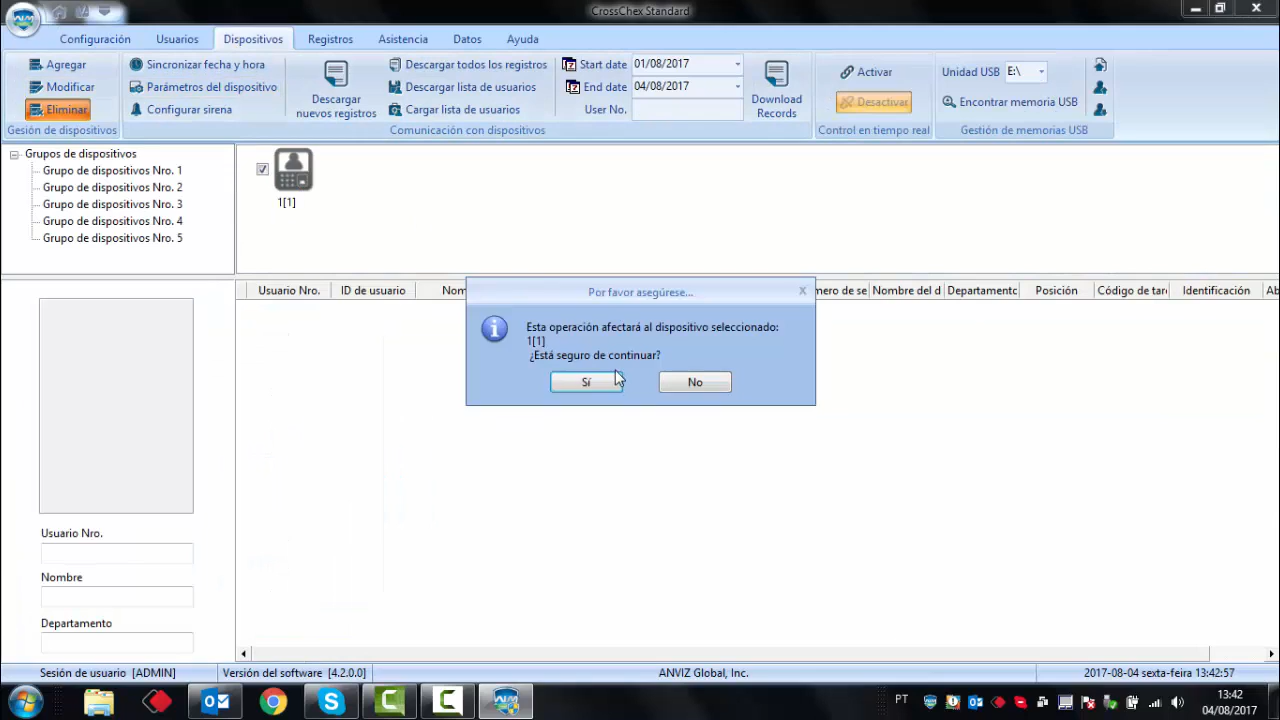 CrossChex Standard
Configuración Usuarios Dispositivos Registros Asistencia Datos Ayuda
Agregar
Modificar
Eliminar
Gestión de dispositivos
Sincronizar fecha y hora
Parámetros del dispositivo
Configurar sirena
Descargar
nuevos registros
Descargar todos los registros
Descargar lista de usuarios
Cargar lista de usuarios
Comunicación con dispositivos
Start date 01/08/2017
End date 04/08/2017
User No.
Download
Records
Activar
Desactivar
Control en tiempo real
Unidad USB E:\
Encontrar memoria USB
Gestión de memorias USB
Grupos de dispositivos
Grupo de dispositivos Nro. 1
Grupo de dispositivos Nro. 2
Grupo de dispositivos Nro. 3
Grupo de dispositivos Nro. 4
Grupo de dispositivos Nro. 5
1[1]
Usuario Nro. ID de usuario Nom mero de se Nombre del d Departamento Posición Código de tare Identificación Ab
Por favor asegúrese... X
Esta operación afectará al dispositivo seleccionado:
1[1]
¿Está seguro de continuar?
Sí No
Usuario Nro.
Nombre
Departamento
Sesión de usuario [ADMIN] Versión del software [4.2.0.0] ANVIZ Global, Inc. 2017-08-04 sexta-feira 13:42:57
PT 13:42
04/08/2017